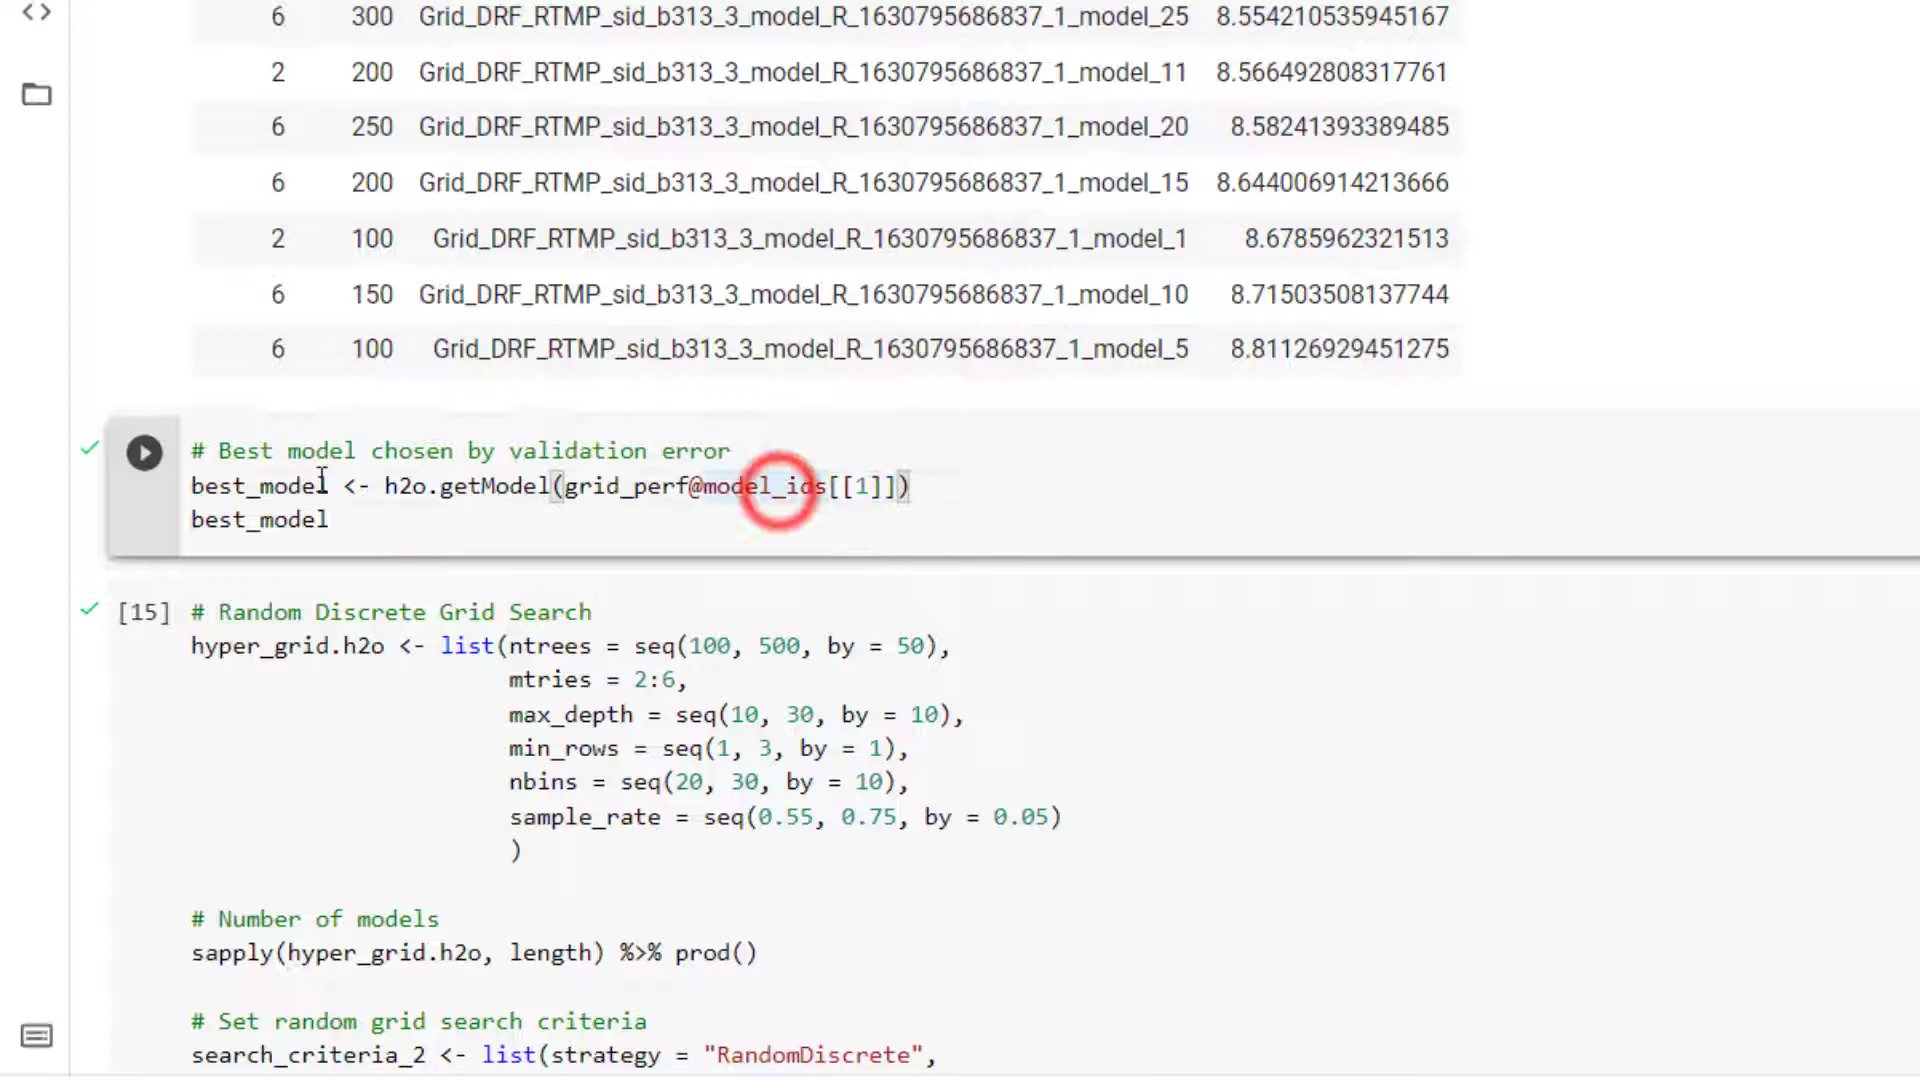 6 300 Grid_DRF_RTMP_sid_b313_3_model_R_1630795686837_1_model_25 8.554210535945167
2 200 Grid_DRF_RTMP_sid_b313_3_model_R_1630795686837_1_model_11 8.566492808317761
6 250 Grid_DRF_RTMP_sid_b313_3_model_R_1630795686837_1_model_20 8.58241393389485
6 200 Grid_DRF_RTMP_sid_b313_3_model_R_1630795686837_1_model_15 8.644006914213666
2 100 Grid_DRF_RTMP_sid_b313_3_model_R_1630795686837_1_model_1 8.6785962321513
6 150 Grid_DRF_RTMP_sid_b313_3_model_R_1630795686837_1_model_10 8.71503508137744
6 100 Grid_DRF_RTMP_sid_b313_3_model_R_1630795686837_1_model_5 8.81126929451275
# Best model chosen by validation error
best_model <- h2o.getModel(grid_perf@model_ids[[1]])
best_model
[15] # Random Discrete Grid Search
hyper_grid.h2o <- list(ntrees = seq(100, 500, by = 50),
mtries = 2:6,
max_depth = seq(10, 30, by = 10),
min_rows = seq(1, 3, by = 1),
nbins = seq(20, 30, by = 10),
sample_rate = seq(0.55, 0.75, by = 0.05)
)
# Number of models
sapply(hyper_grid.h2o, length) %>% prod()
# Set random grid search criteria
search_criteria_2 <- list(strategy = "RandomDiscrete",